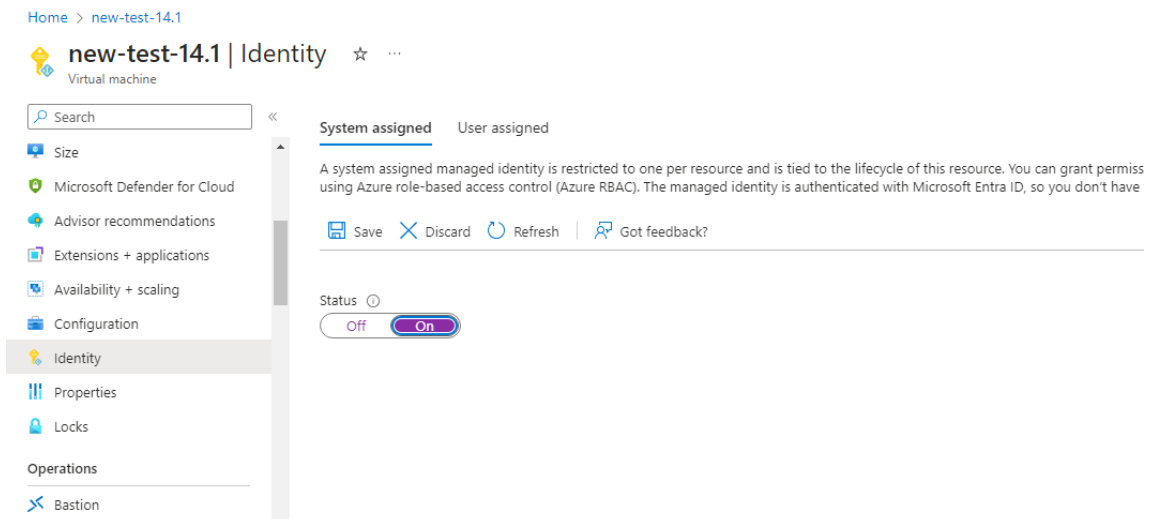 Home > new-test-14.1
new-test-14.1 | Identity
Virtual machine
Search
Size
Microsoft Defender for Cloud
Advisor recommendations
Extensions + applications
Availability + scaling
Configuration
Identity
Properties
Locks
Operations
Bastion
System assigned User assigned
A system assigned managed identity is restricted to one per resource and is tied to the lifecycle of this resource. You can grant permiss
using Azure role-based access control (Azure RBAC). The managed identity is authenticated with Microsoft Entra ID, so you don't have
Save Discard Refresh Got feedback?
Status
Off On